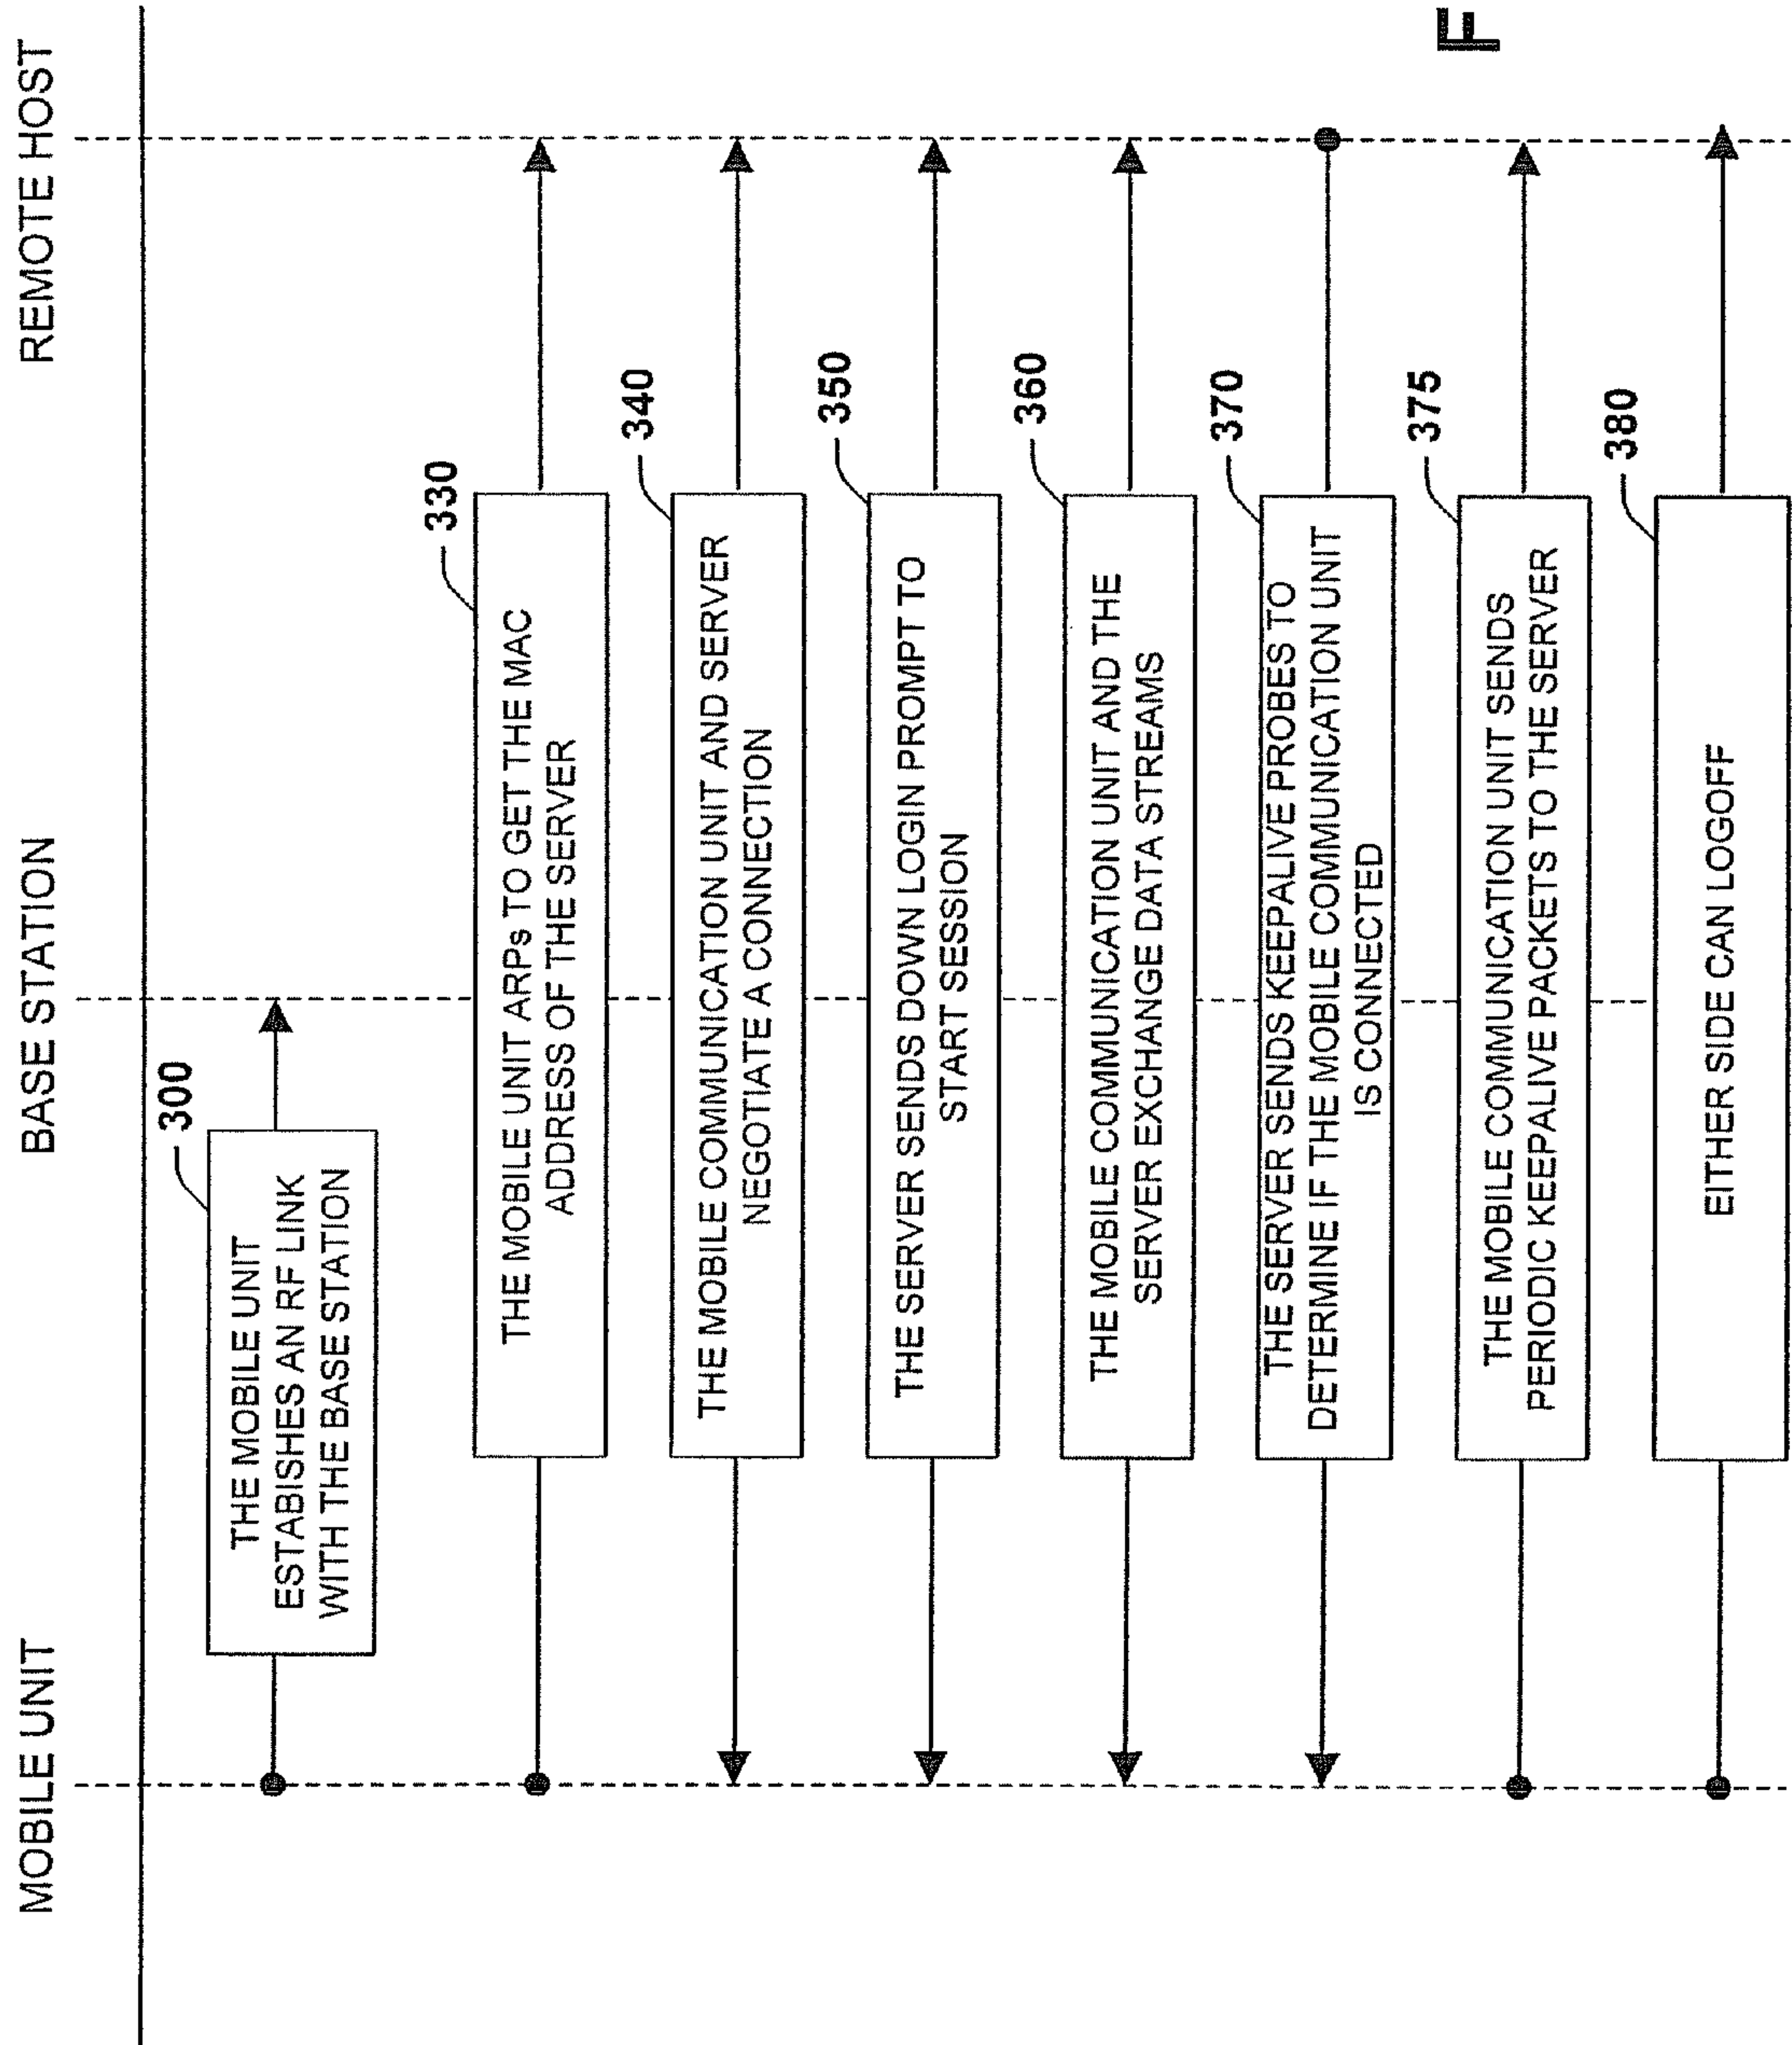 MOBILE UNIT
BASE STATION
REMOTE HOST
300
THE MOBILE UNIT
ESTABISHES AN RF LINK
WITH THE BASE STATION
330
THE MOBILE UNIT ARPs TO GET THE MAC
ADDRESS OF THE SERVER
340
THE MOBILE COMMUNICATION UNIT AND SERVER
NEGOTIATE A CONNECTION
350
THE SERVER SENDS DOWN LOGIN PROMPT TO
START SESSION
360
THE MOBILE COMMUNICATION UNIT AND THE
SERVER EXCHANGE DATA STREAMS
370
THE SERVER SENDS KEEPALIVE PROBES TO
DETERMINE IF THE MOBILE COMMUNICATION UNIT
IS CONNECTED
375
THE MOBILE COMMUNICATION UNIT SENDS
PERIODIC KEEPALIVE PACKETS TO THE SERVER
380
EITHER SIDE CAN LOGOFF
F